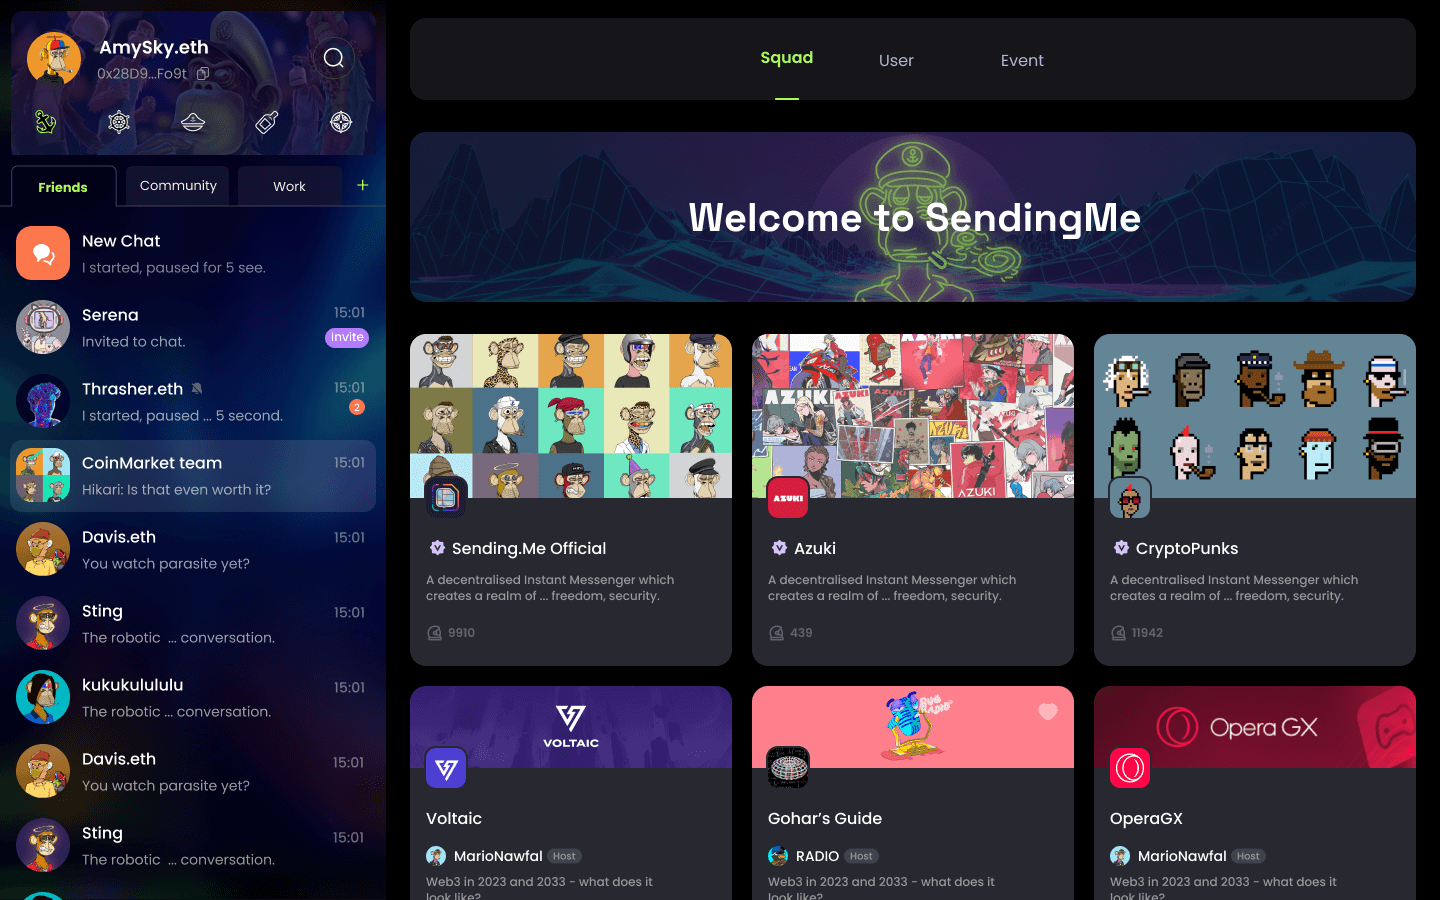 AmySky.eth
0x28D9...Fo9t
Friends
Community
Work
+
New Chat
I started, paused for 5 see.
Serena
15:01
Invited to chat.
Invite
Thrasher.eth
15:01
I started, paused ... 5 second.
2
CoinMarket team
15:01
Hikari: Is that even worth it?
Davis.eth
15:01
You watch parasite yet?
Sting
15:01
The robotic ... conversation.
kukukulululu
15:01
The robotic ... conversation.
Davis.eth
15:01
You watch parasite yet?
Sting
15:01
The robotic ... conversation.
Squad
User
Event
Welcome to SendingMe
Sending.Me Official
A decentralised Instant Messenger which
creates a realm of ... freedom, security.
9910
AZUKI
AZUKI
AZUKI
AZUKI
AZUKI
Azuki
A decentralised Instant Messenger which
creates a realm of ... freedom, security.
439
CryptoPunks
A decentralised Instant Messenger which
creates a realm of ... freedom, security.
11942
VOLTAIC
Voltaic
MarioNawfal
Host
Web3 in 2023 and 2033 - what does it
look like?
RADIO
Gohar's Guide
RADIO
Host
Web3 in 2023 and 2033 - what does it
look like?
Opera GX
OperaGX
MarioNawfal
Host
Web3 in 2023 and 2033 - what does it
look like?